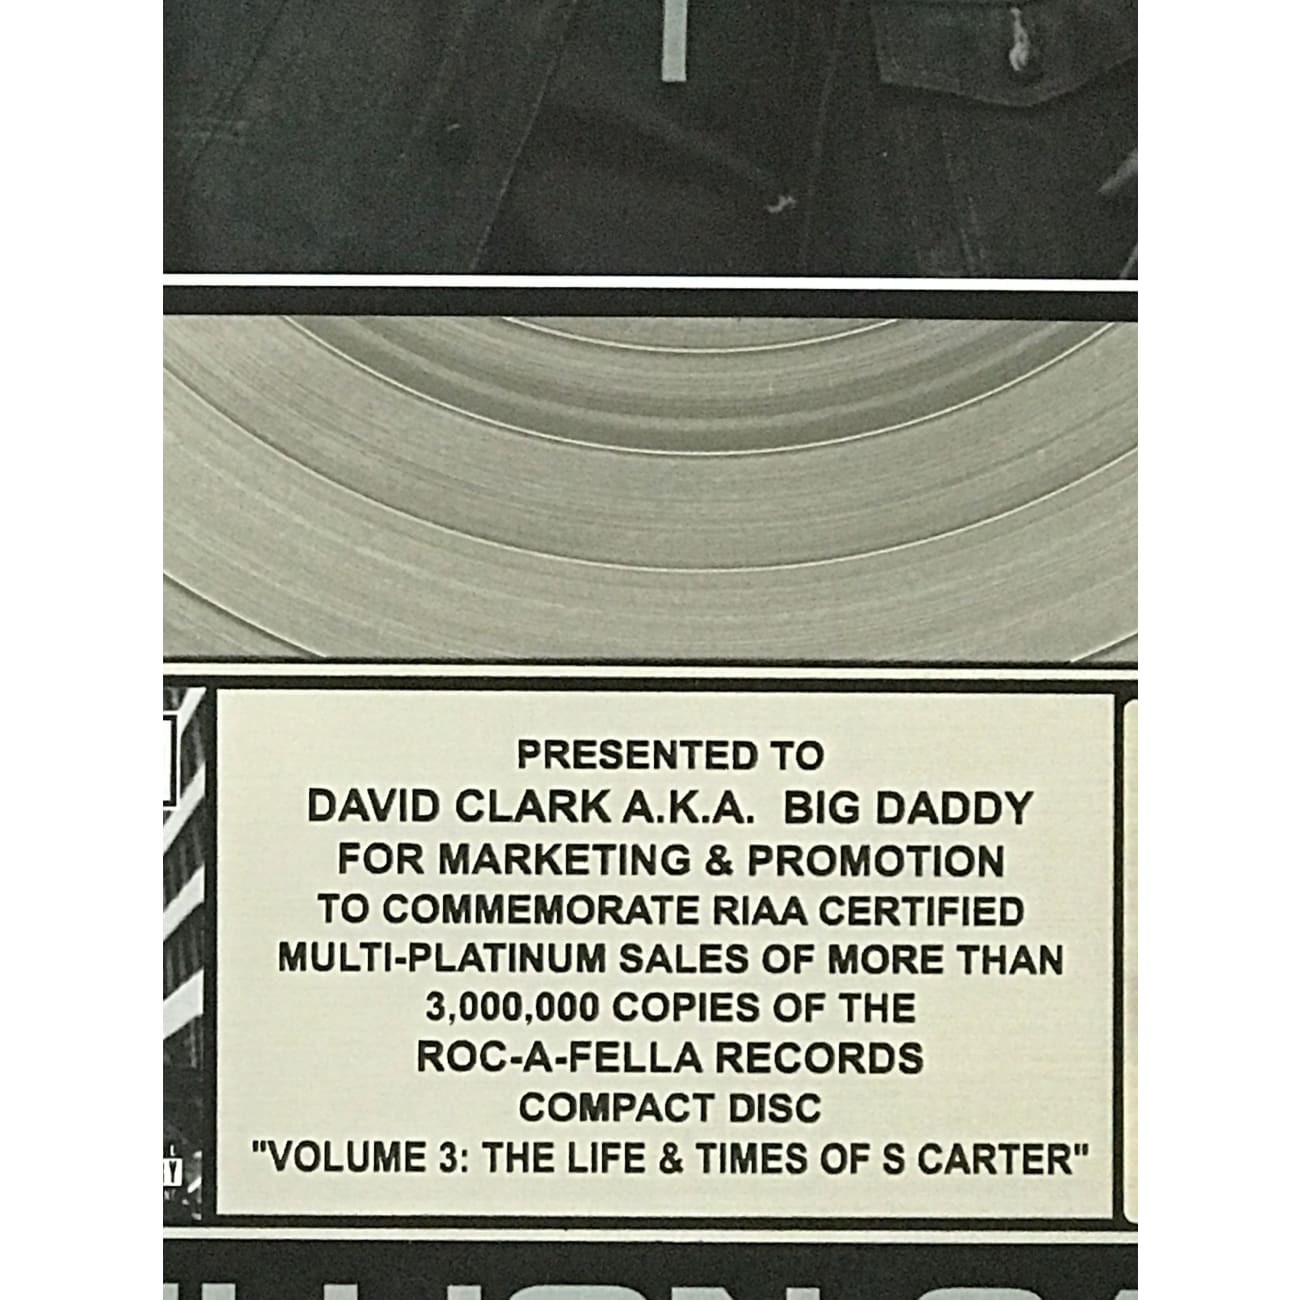 PRESENTED TO
DAVID CLARK A.K.A. BIG DADDY
FOR MARKETING & PROMOTION
TO COMMEMORATE RIAA CERTIFIED
MULTI-PLATINUM SALES OF MORE THAN
3,000,000 COPIES OF THE
ROC-A-FELLA RECORDS
COMPACT DISC
"VOLUME 3: THE LIFE & TIMES OF S CARTER"